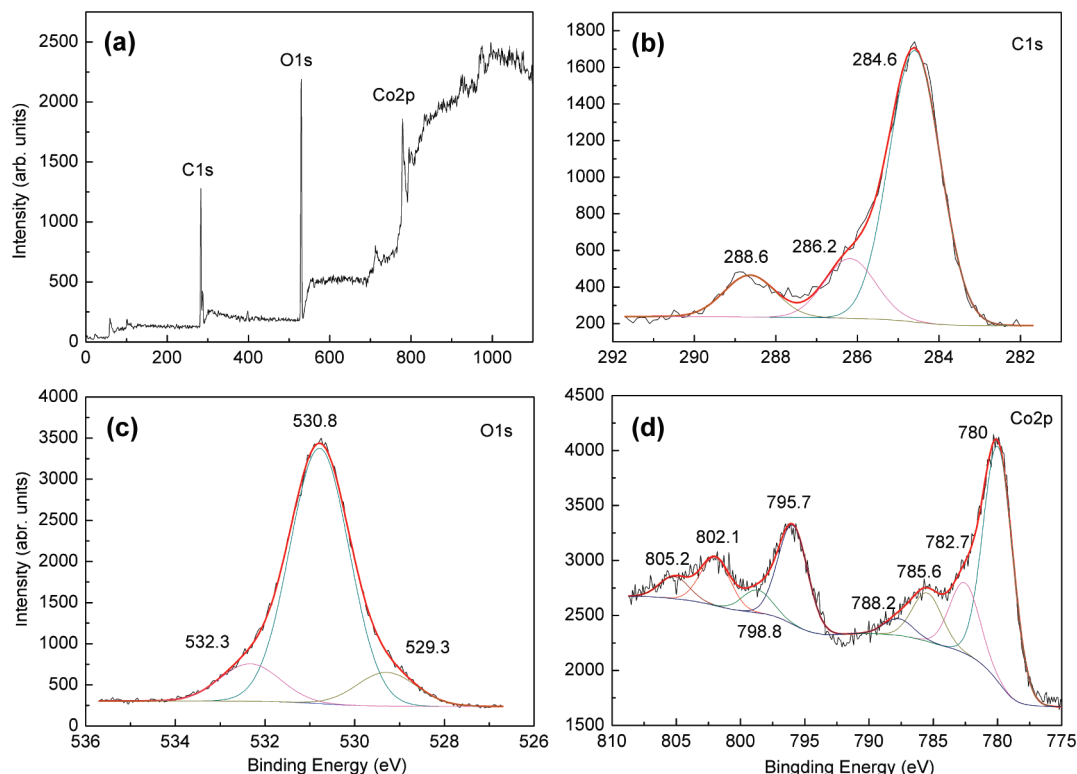 (a)
C1s
O1s
Co2p
Intensity (arb. units)
2500
2000
1500
2500
1000
500
0
0 200 400 600 800 1000
(b)
C1s
284.6
286.2
288.6
1800
1600
1400
1200
1000
800
600
400
200
292 290 288 286 284 282
(c)
O1s
530.8
532.3
529.3
Intensity (abr. units)
4000
3500
3000
2500
2000
1500
1000
500
0
536 534 532 530 528 526
Binding Energy (eV)
(d)
Co2p
780
795.7
782.7
802.1
785.6
805.2
788.2
798.8
4500
4000
3500
3000
2500
2000
1500
810 805 800 795 790 785 780 775
Bingding Energy (eV)